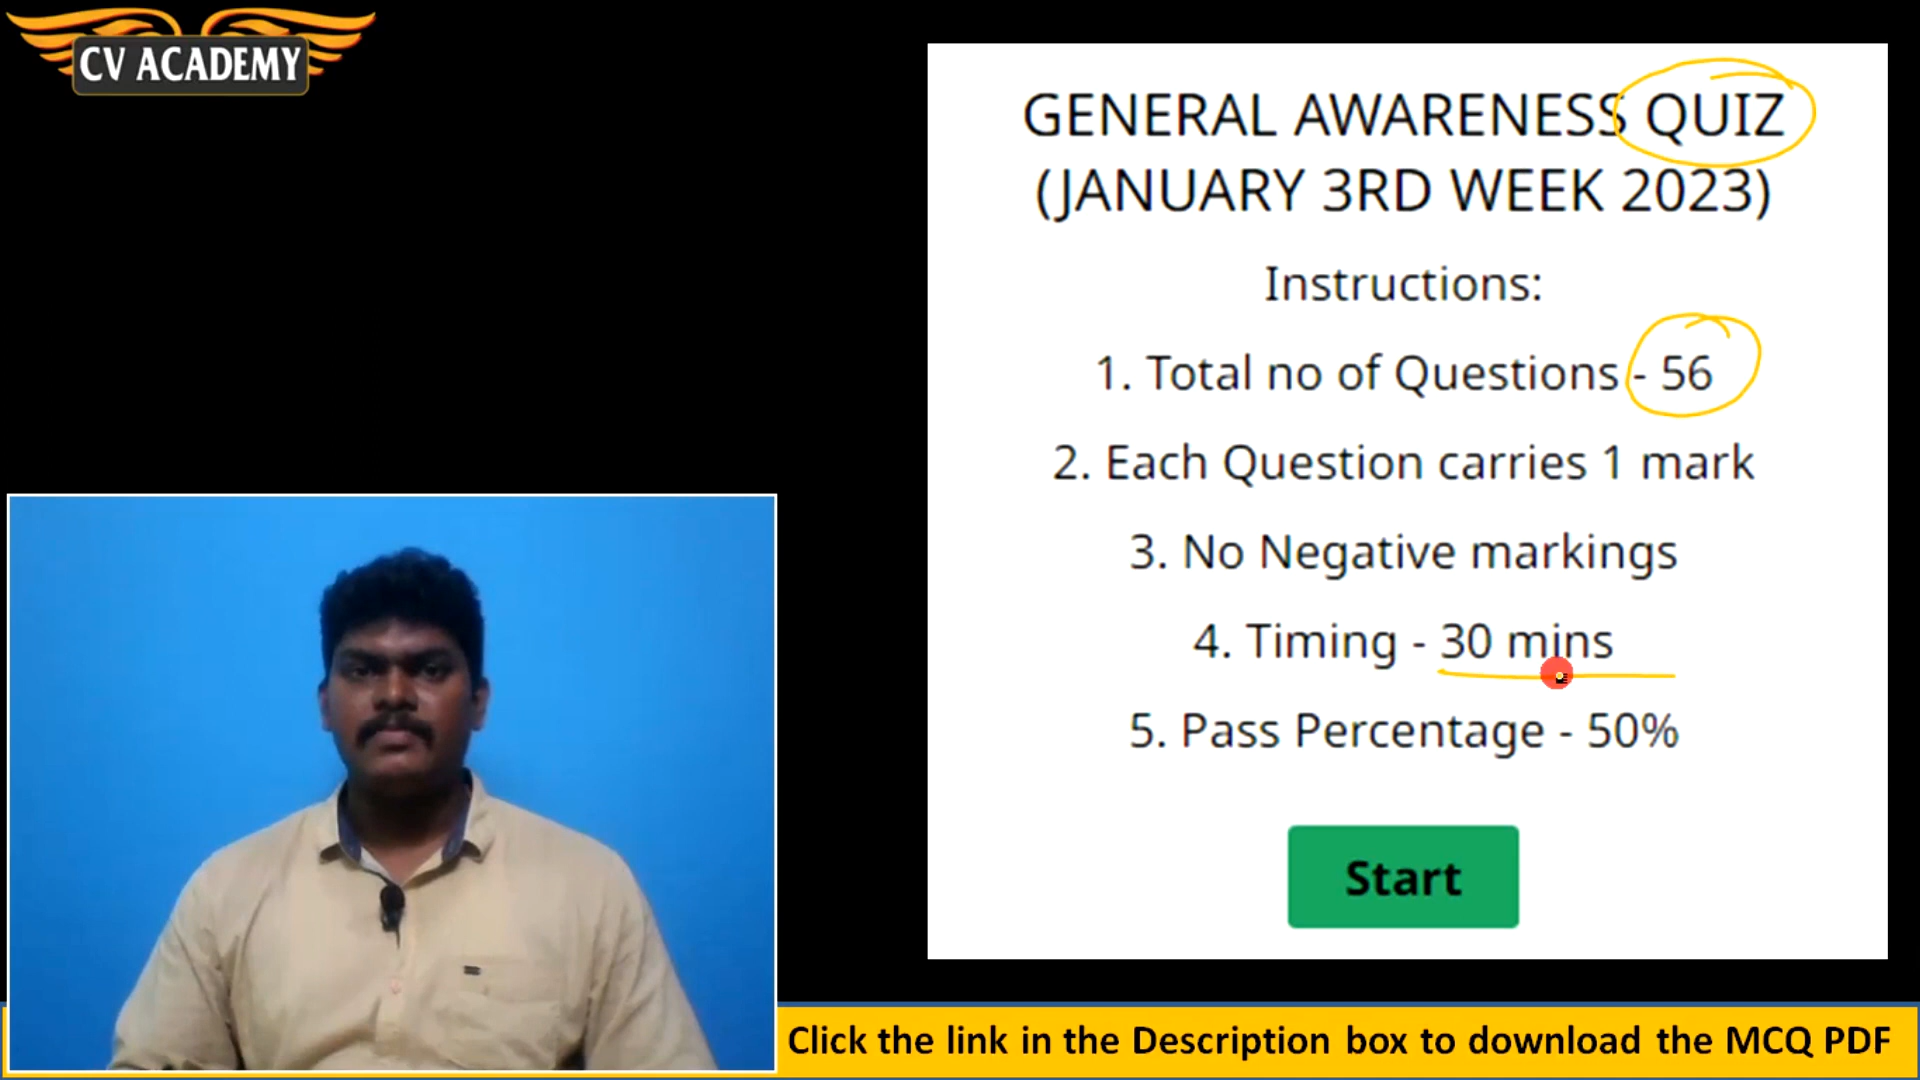 CV ACADEMY
GENERAL AWARENESS QUIZ
(JANUARY 3RD WEEK 2023)
Instructions:
1. Total no of Questions - 56
2. Each Question carries 1 mark
3. No Negative markings
4. Timing - 30 mins
5. Pass Percentage - 50%
Start
Click the link in the Description box to download the MCQ PDF